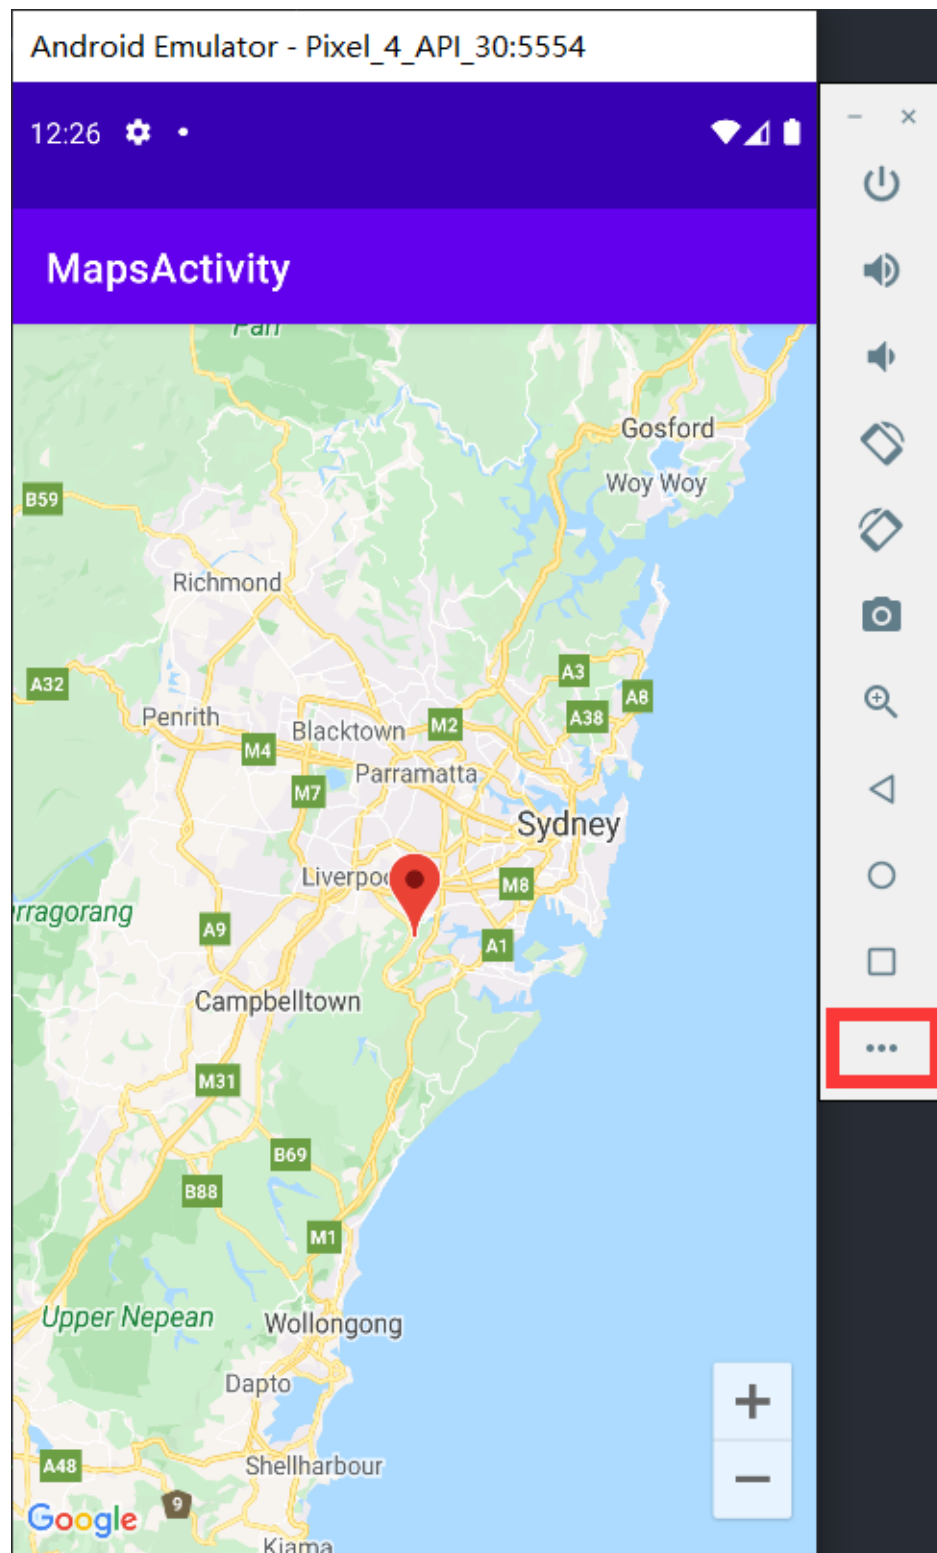 Android Emulator - Pixel_4_API_30:5554
12:26
MapsActivity
Gosford
Woy Woy
B59
Richmond
A3
A32
A8
Penrith
A38
Blacktown
M2
M4
Parramatta
M7
Sydney
Liverpoo
M8
rragorang
A9
A1
Campbelltown
M31
B69
B88
M1
Upper Nepean
Wollongong
Dapto
A48
Shellharbour
9
Google
Kiama